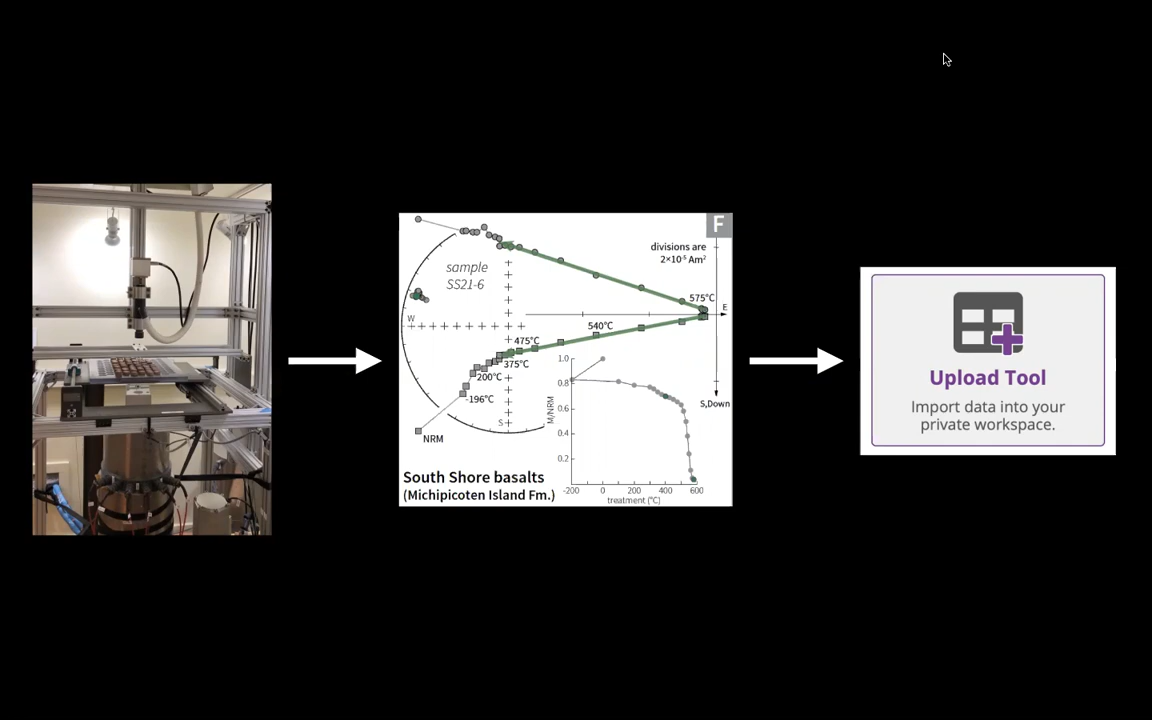 F
divisions are
2×10⁻⁵ Am²
sample
SS21-6
575°C
E
W
540°C
475°C
375°C
200°C
-196°C
S
S,Down
NRM
1.0
0.8
0.6
0.4
0.2
M/NRM
-200 0 200 400 600
treatment (°C)
South Shore basalts
(Michipicoten Island Fm.)
Upload Tool
Import data into your
private workspace.